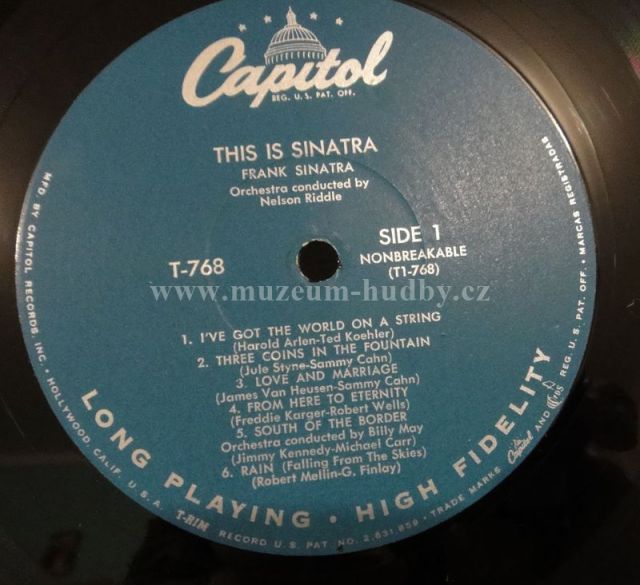 Capitol
REG. U.S. PAT. OFF.
THIS IS SINATRA
FRANK SINATRA
Orchestra conducted by
Nelson Riddle
T-768
SIDE 1
NONBREAKABLE
(T1-768)
www.muzeum-hudby.cz
1. I'VE GOT THE WORLD ON A STRING
(Harold Arlen-Ted Koehler)
2. THREE COINS IN THE FOUNTAIN
(Jule Styne-Sammy Cahn)
3. LOVE AND MARRIAGE
(James Van Heusen-Sammy Cahn)
4. FROM HERE TO ETERNITY
(Freddie Karger-Robert Wells)
5. SOUTH OF THE BORDER
Orchestra conducted by Billy May
(Jimmy Kennedy-Michael Carr)
6. RAIN (Falling From The Skies)
(Robert Mellin-G. Finlay)
LONG PLAYING • HIGH FIDELITY
MFD. BY CAPITOL RECORDS, INC. • HOLLYWOOD, CALIF. U.S.A. T-RIM RECORD U.S. PAT. NO. 2,631,859 • TRADE MARKS Capitol AND REG. U.S. PAT. OFF. • MARCAS REGISTRADAS